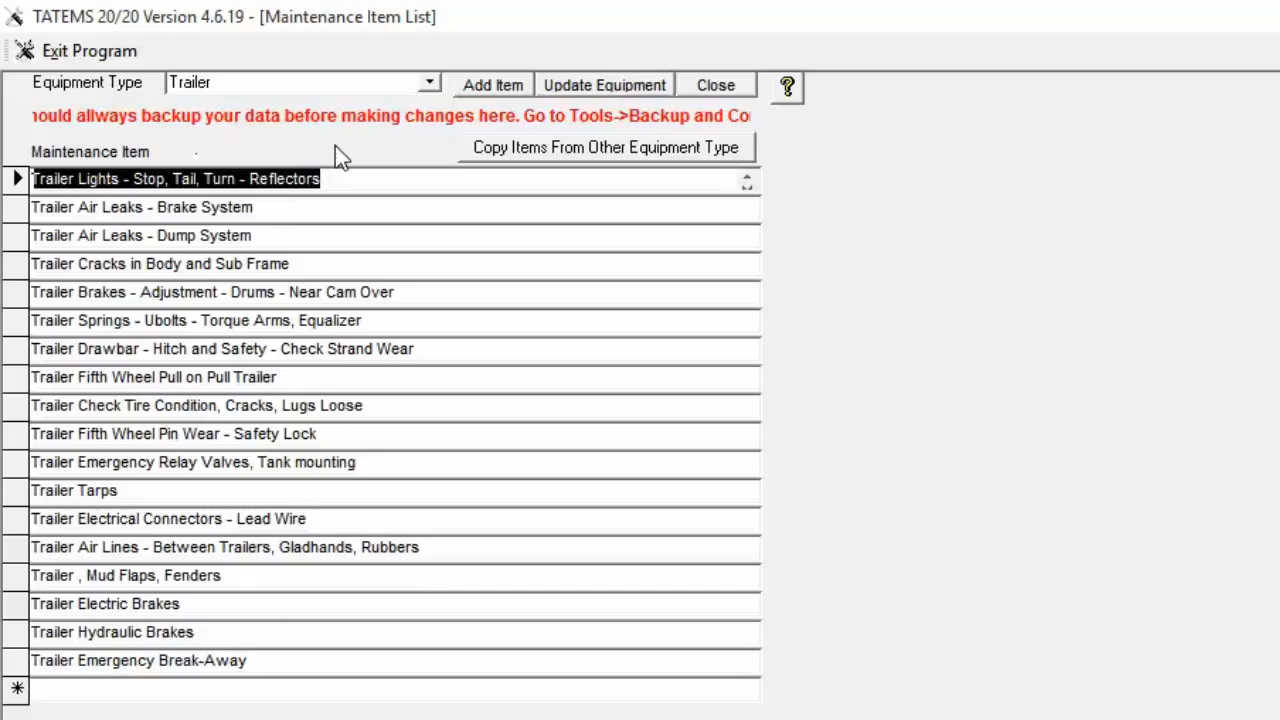 TATEMS 20/20 Version 4.6.19 - [Maintenance Item List]
Exit Program
Equipment Type Trailer Add Item Update Equipment Close ?
allways backup your data before making changes here. Go to Tools->Backup and
Maintenance Item Copy Items From Other Equipment Type
Trailer Lights - Stop, Tail, Turn - Reflectors
Trailer Air Leaks - Brake System
Trailer Air Leaks - Dump System
Trailer Cracks in Body and Sub Frame
Trailer Brakes - Adjustment - Drums - Near Cam Over
Trailer Springs - Ubolts - Torque Arms, Equalizer
Trailer Drawbar - Hitch and Safety - Check Strand Wear
Trailer Fifth Wheel Pull on Pull Trailer
Trailer Check Tire Condition, Cracks, Lugs Loose
Trailer Fifth Wheel Pin Wear - Safety Lock
Trailer Emergency Relay Valves, Tank mounting
Trailer Tarps
Trailer Electrical Connectors - Lead Wire
Trailer Air Lines - Between Trailers, Gladhands, Rubbers
Trailer , Mud Flaps, Fenders
Trailer Electric Brakes
Trailer Hydraulic Brakes
Trailer Emergency Break-Away